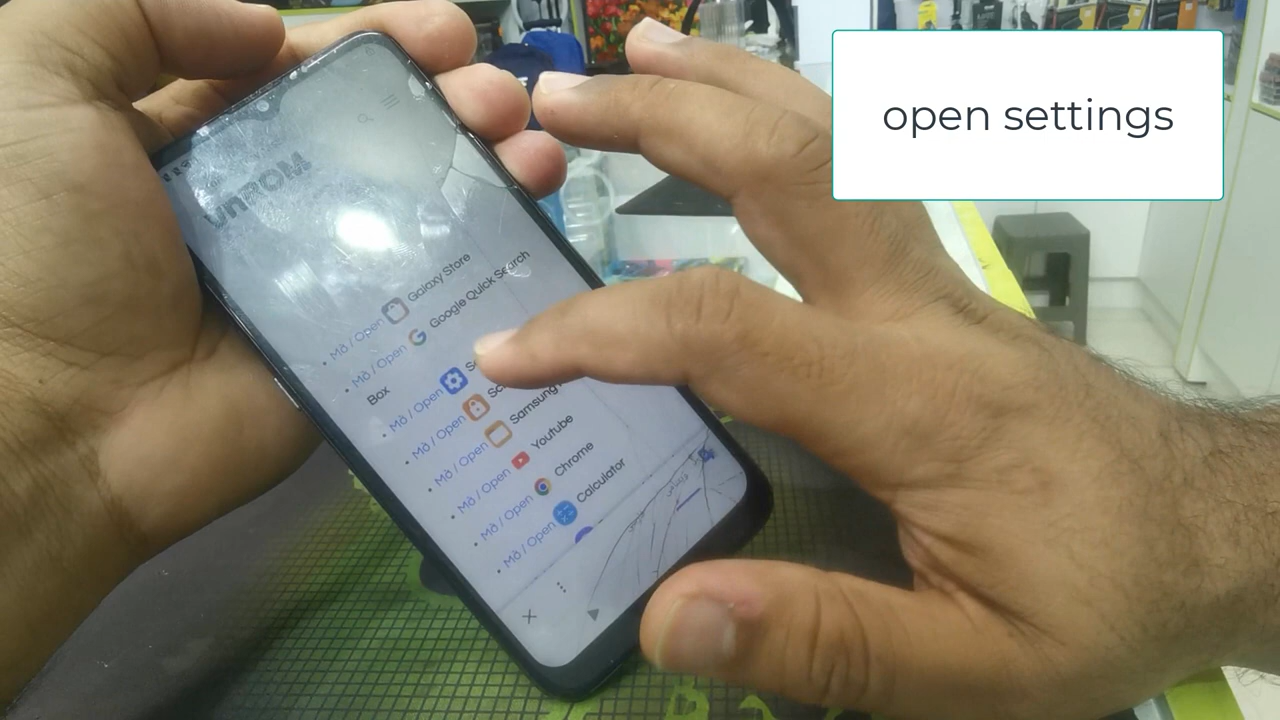 open settings
VNROM
• Mở / Open Galaxy Store
• Mở / Open Google Quick Search
Box
• Mở / Open
• Mở / Open
• Mở / Open Samsung
• Mở / Open Youtube
• Mở / Open Chrome
• Mở / Open Calculator